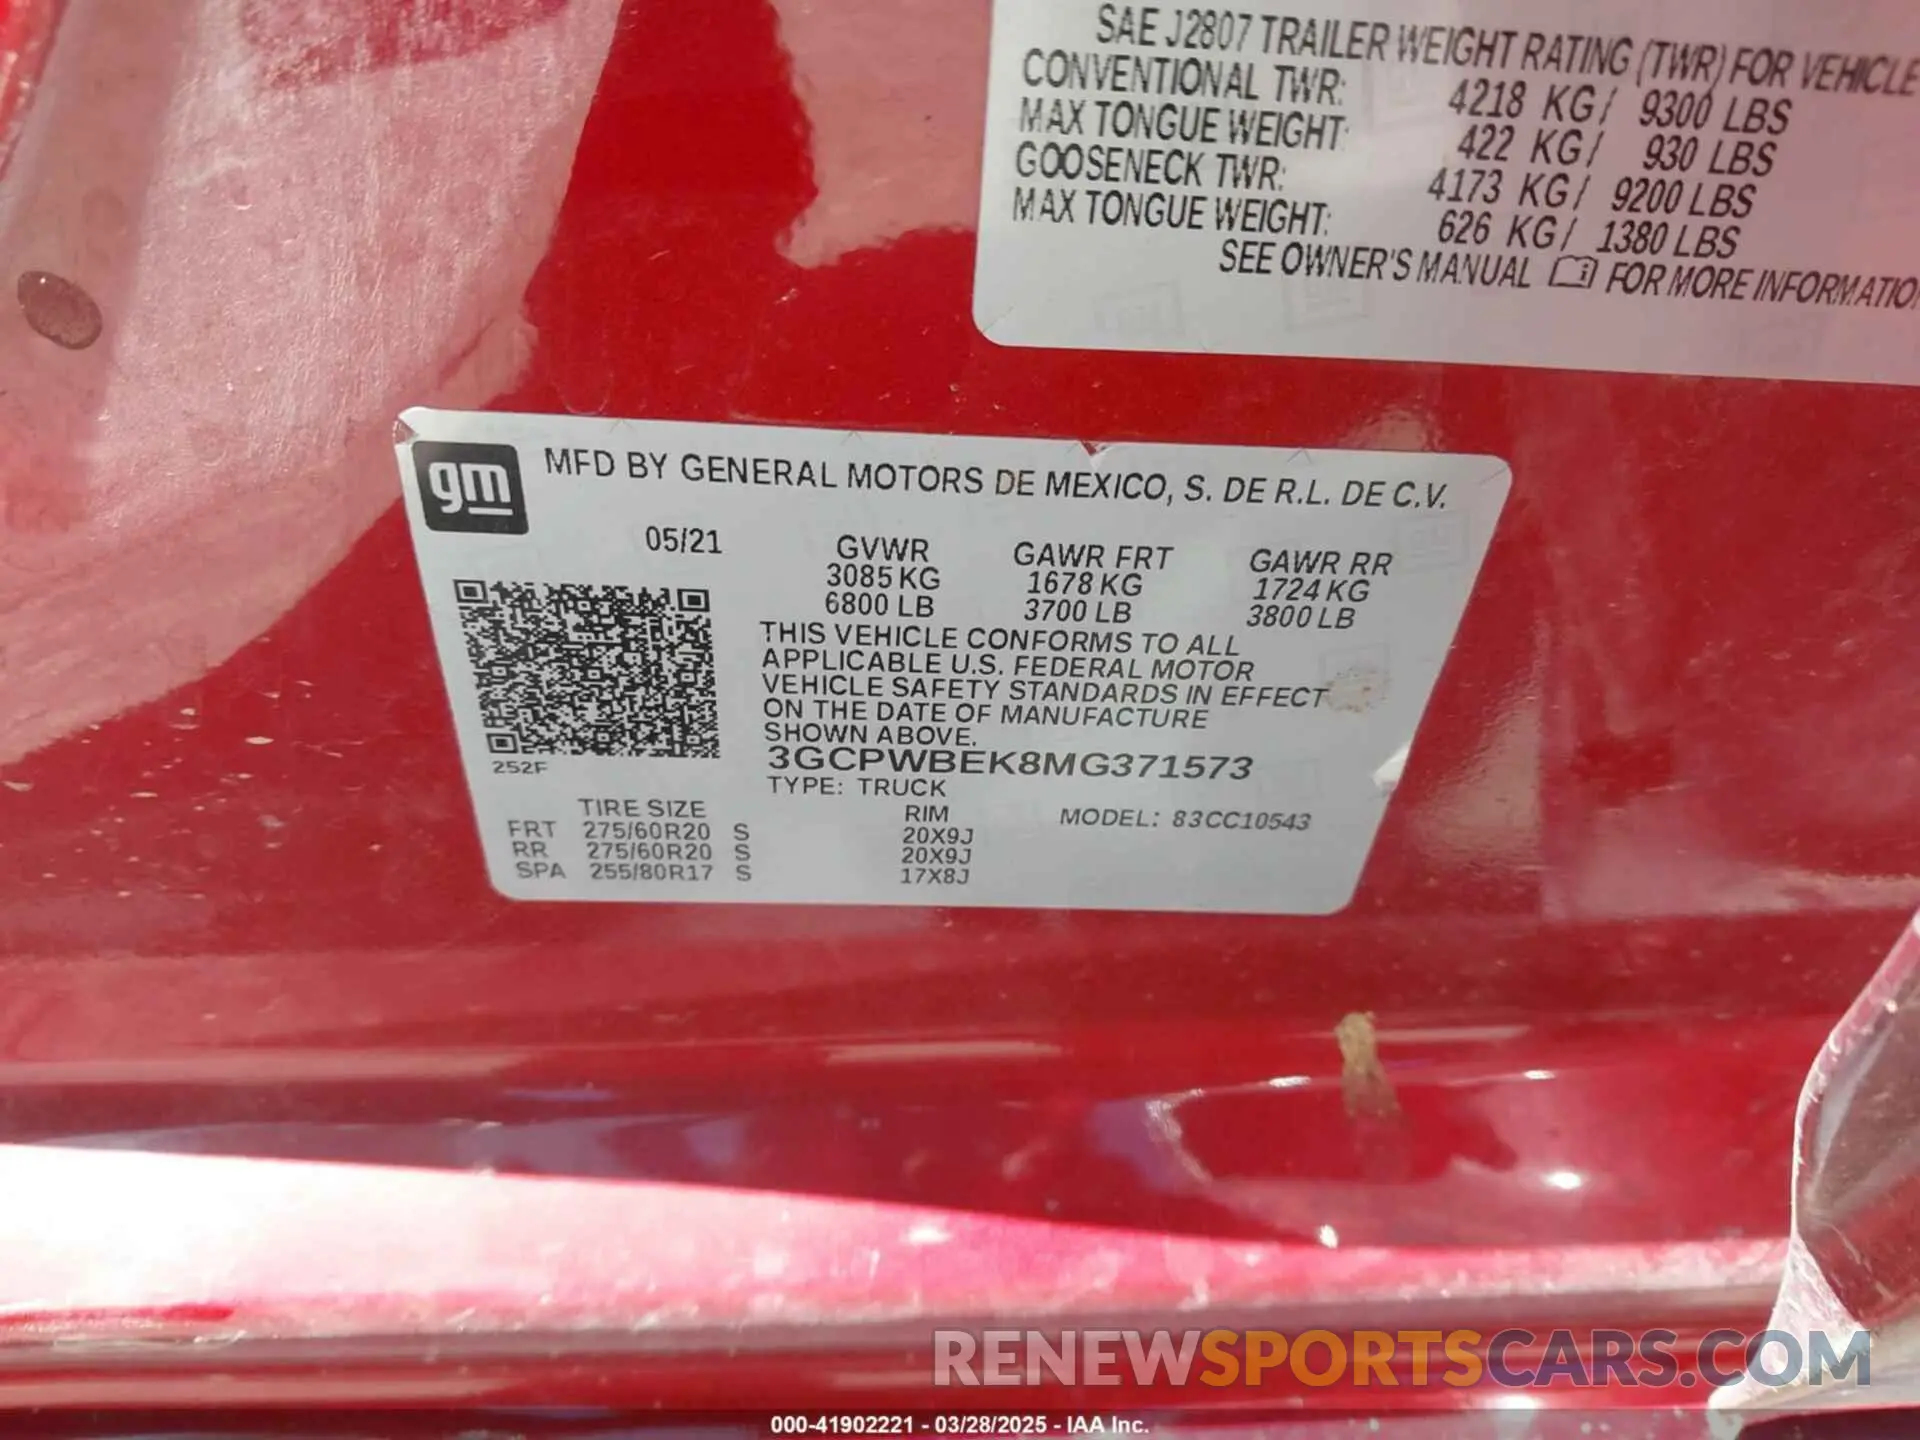 SAE J2807 TRAILER WEIGHT RATING (TWR) FOR VEHICLE
CONVENTIONAL TWR: 4218 KG/ 9300 LBS
MAX TONGUE WEIGHT: 422 KG/ 930 LBS
GOOSENECK TWR: 4173 KG/ 9200 LBS
MAX TONGUE WEIGHT: 626 KG/ 1380 LBS
SEE OWNER'S MANUAL FOR MORE INFORMATIO
gm MFD BY GENERAL MOTORS DE MEXICO, S. DE R.L. DE C.V.
05/21 GVWR GAWR FRT GAWR RR
3085 KG 1678 KG 1724 KG
6800 LB 3700 LB 3800 LB
THIS VEHICLE CONFORMS TO ALL
APPLICABLE U.S. FEDERAL MOTOR
VEHICLE SAFETY STANDARDS IN EFFECT
ON THE DATE OF MANUFACTURE
SHOWN ABOVE.
252F 3GCPWBEK8MG371573
TYPE: TRUCK
TIRE SIZE RIM MODEL: 83CC10543
FRT 275/60R20 S 20X9J
RR 275/60R20 S 20X9J
SPA 255/80R17 S 17X8J
RENEWSPORTSCARS.COM
000-41902221 - 03/28/2025 - IAA Inc.